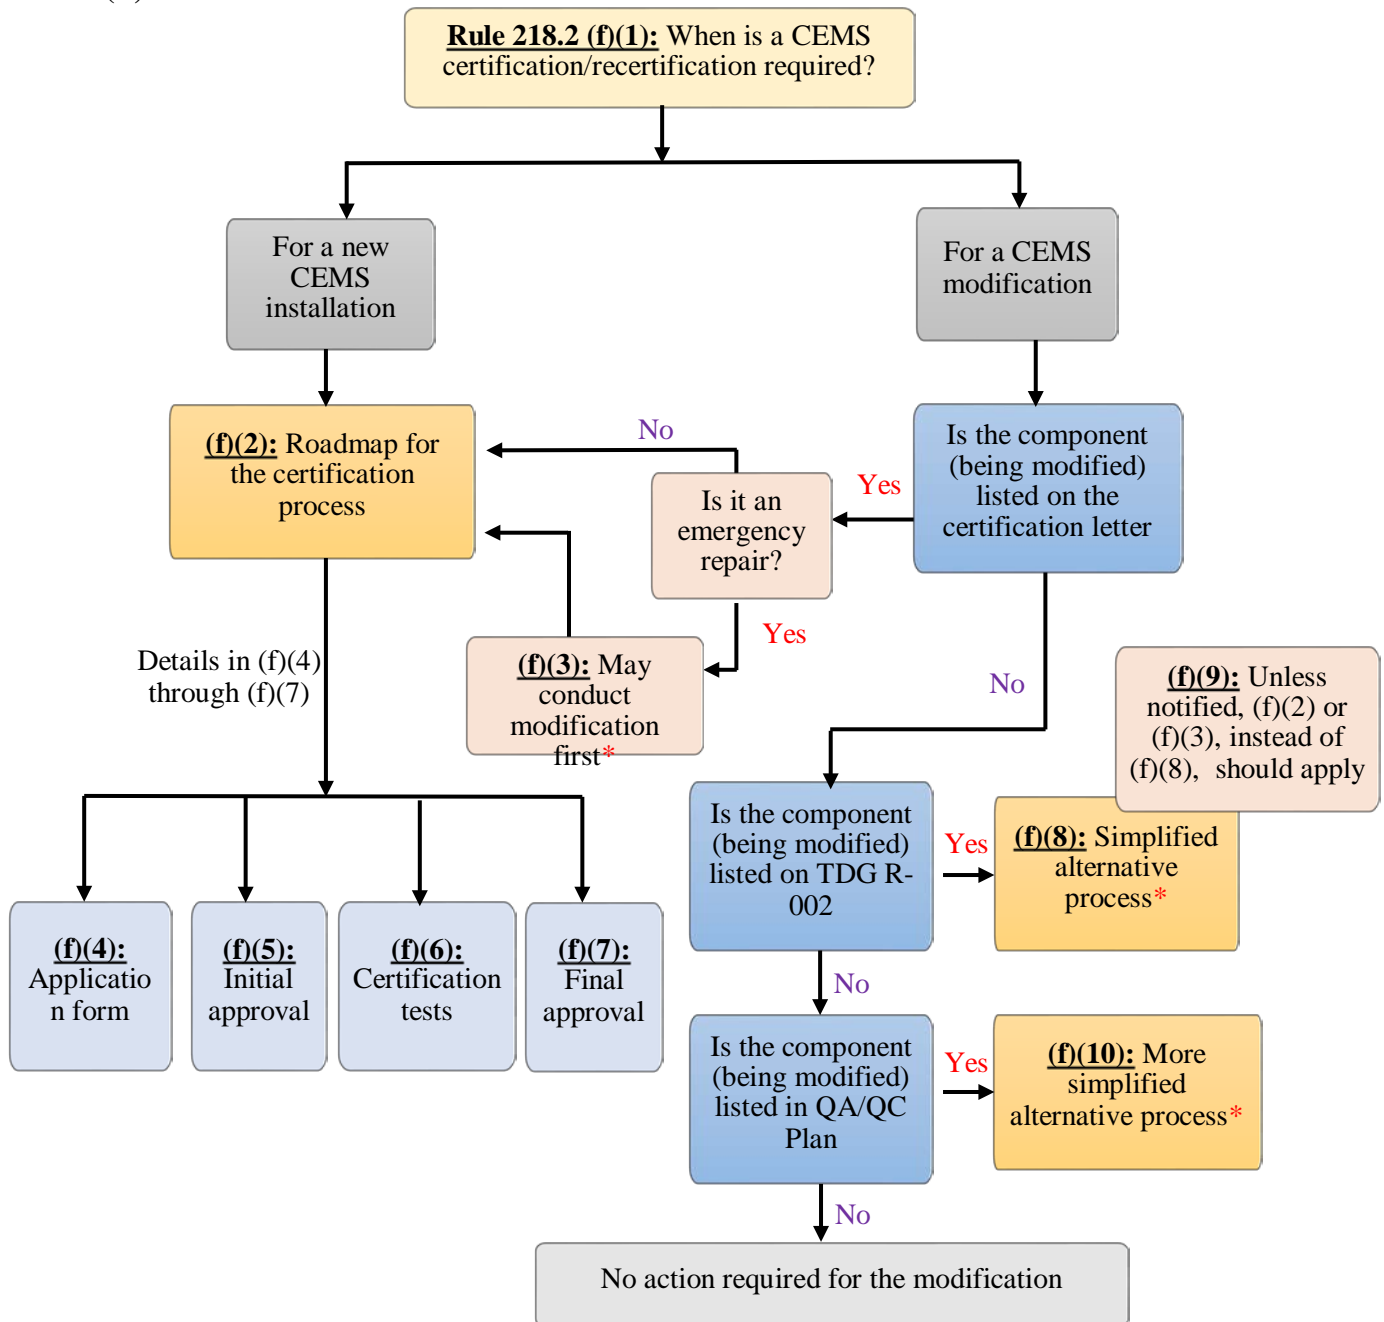 Rule 218.2 (f)(1): When is a CEMS
certification/recertification required?
For a new
CEMS
installation
For a CEMS
modification
(f)(2): Roadmap for
the certification
process
No
Is it an
emergency
repair?
Yes
Is the component
(being modified)
listed on the
certification letter
Yes
(f)(3): May
conduct
modification
first*
Details in (f)(4)
through (f)(7)
No
(f)(9): Unless
notified, (f)(2) or
(f)(3), instead of
(f)(8), should apply
Is the component
(being modified)
listed on TDG R-
002
Yes
(f)(8): Simplified
alternative
process*
(f)(4):
Applicatio
n form
(f)(5):
Initial
approval
(f)(6):
Certification
tests
(f)(7):
Final
approval
No
Is the component
(being modified)
listed in QA/QC
Plan
Yes
(f)(10): More
simplified
alternative process*
No
No action required for the modification